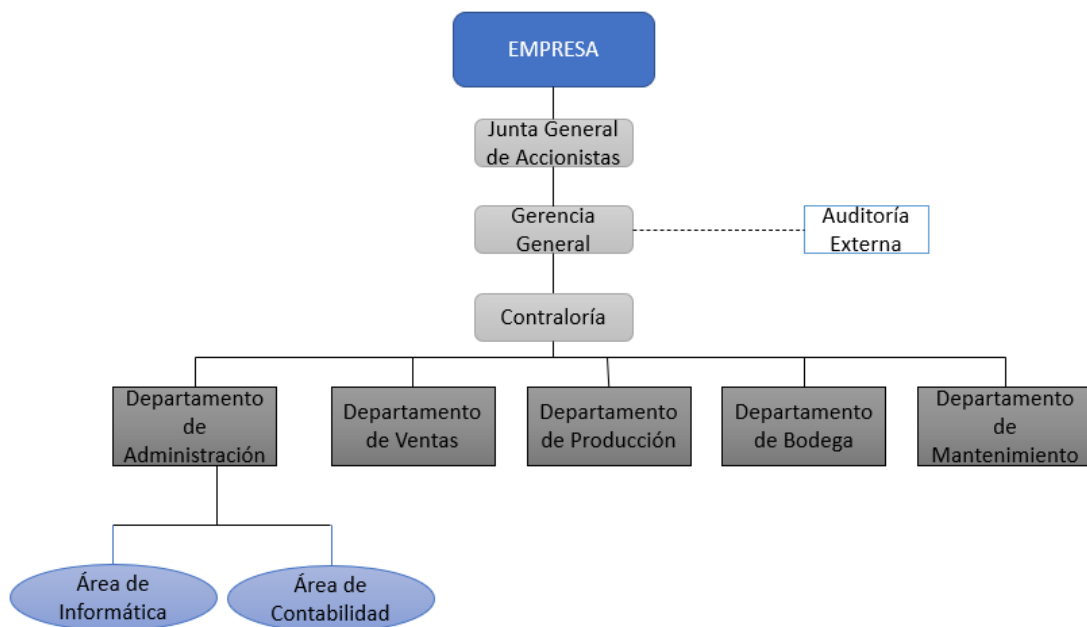 EMPRESA
Junta General
de Accionistas
Gerencia
General
Auditoría
Externa
Contraloría
Departamento
de
Administración
Departamento
de Ventas
Departamento
de Producción
Departamento
de Bodega
Departamento
de
Mantenimiento
Área de
Informática
Área de
Contabilidad